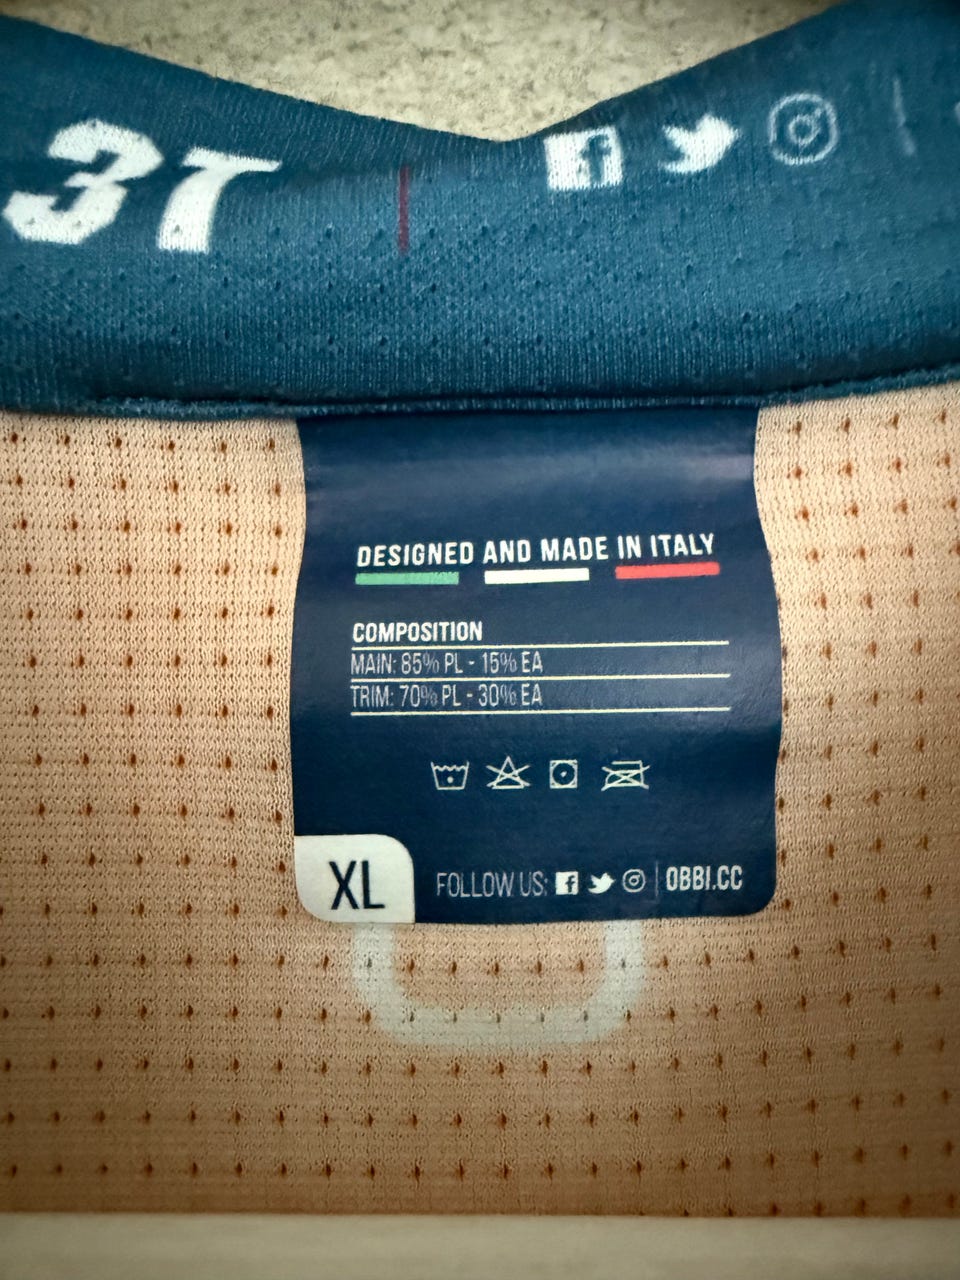 3T
DESIGNED AND MADE IN ITALY
COMPOSITION
MAIN: 85% PL - 15% EA
TRIM: 70% PL - 30% EA
XL
FOLLOW US: | OBBI.CC